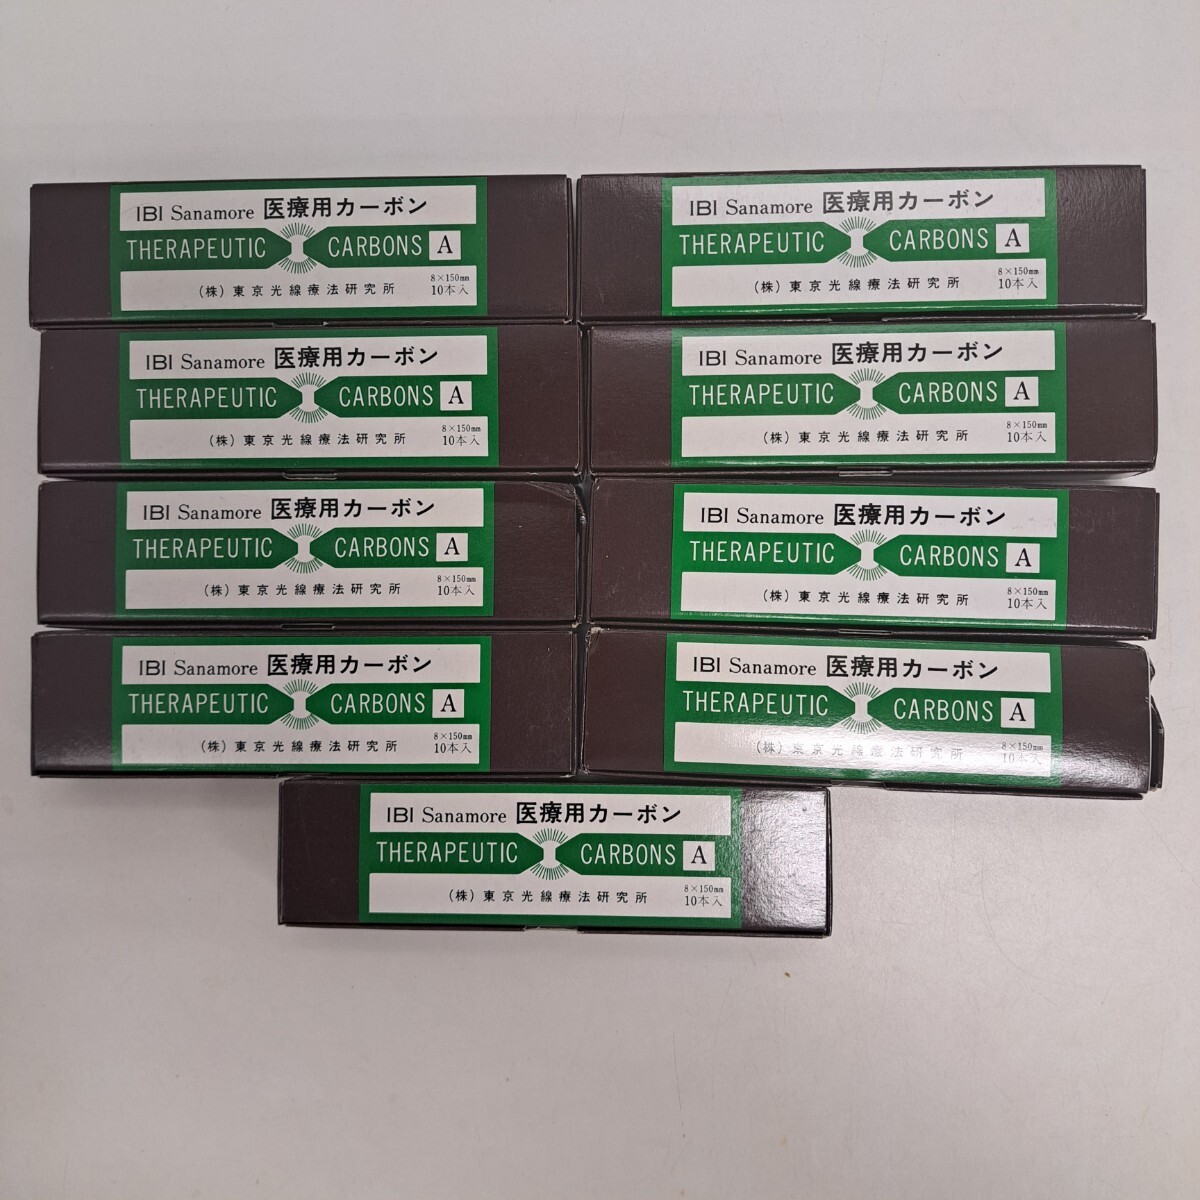 IBI Sanamore 医療用カーボン
THERAPEUTIC CARBONS A
8×150mm
(株)東京光線療法研究所 10本入
IBI Sanamore 医療用カーボン
THERAPEUTIC CARBONS A
8×150mm
(株)東京光線療法研究所 10本入
IBI Sanamore 医療用カーボン
THERAPEUTIC CARBONS A
8×150mm
(株)東京光線療法研究所 10本入
IBI Sanamore 医療用カーボン
THERAPEUTIC CARBONS A
8×150mm
(株)東京光線療法研究所 10本入
IBI Sanamore 医療用カーボン
THERAPEUTIC CARBONS A
8×150mm
(株)東京光線療法研究所 10本入
IBI Sanamore 医療用カーボン
THERAPEUTIC CARBONS A
8×150mm
(株)東京光線療法研究所 10本入
IBI Sanamore 医療用カーボン
THERAPEUTIC CARBONS A
8×150mm
(株)東京光線療法研究所 10本入
IBI Sanamore 医療用カーボン
THERAPEUTIC CARBONS A
8×150mm
(株)東京光線療法研究所 10本入
IBI Sanamore 医療用カーボン
THERAPEUTIC CARBONS A
8×150mm
(株)東京光線療法研究所 10本入